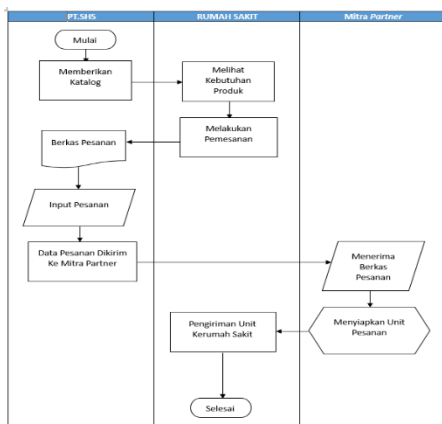 PT.SHS
RUMAH SAKIT
Mitra Partner
Mulai
Memberikan
Katalog
Melihat
Kebutuhan
Produk
Melakukan
Pemesanan
Berkas Pesanan
Input Pesanan
Data Pesanan Dikirim
Ke Mitra Partner
Menerima
Berkas
Pesanan
Menyiapkan Unit
Pesanan
Pengiriman Unit
Kerumah Sakit
Selesai